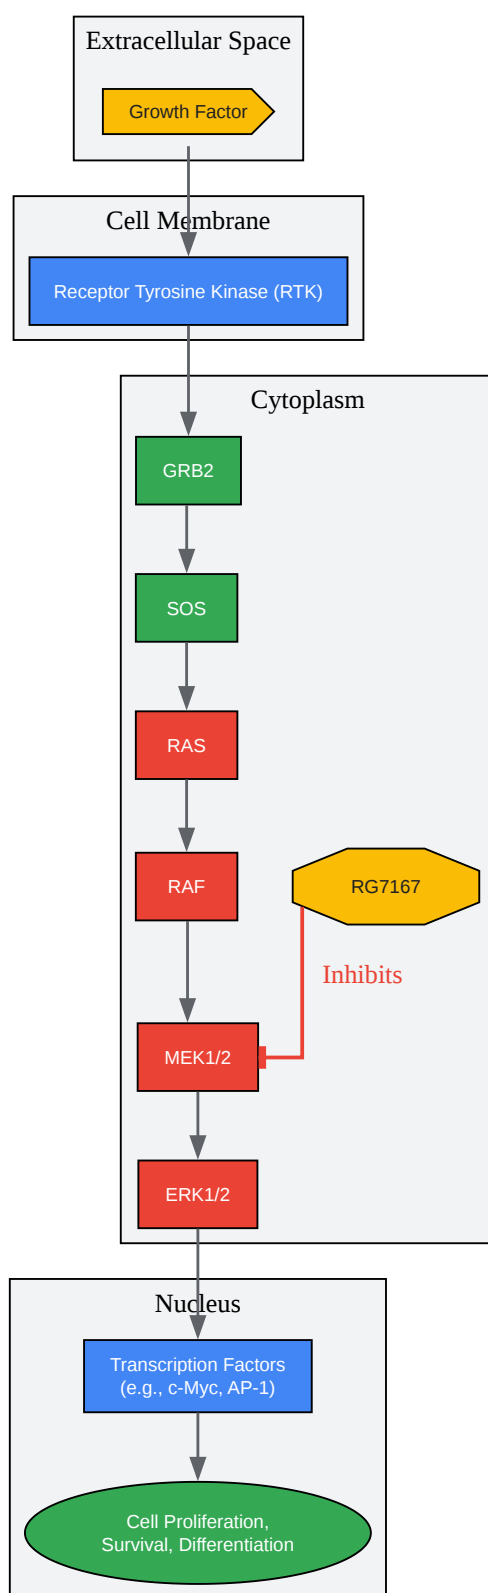 Extracellular Space
Growth Factor
Cell Membrane
Receptor Tyrosine Kinase (RTK)
Cytoplasm
GRB2
SOS
RAS
RAF
RG7167
Inhibits
MEK1/2
ERK1/2
Nucleus
Transcription Factors
(e.g., c-Myc, AP-1)
Cell Proliferation,
Survival, Differentiation